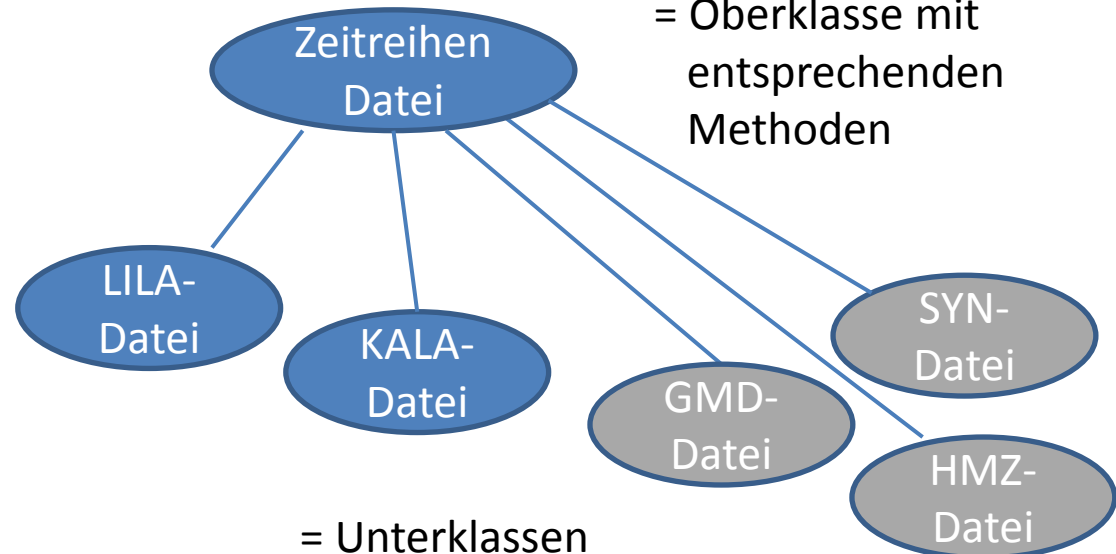 Zeitreihen
Datei
= Oberklasse mit
entsprechenden
Methoden
LILA-
Datei
KALA-
Datei
GMD-
Datei
SYN-
Datei
HMZ-
Datei
= Unterklassen